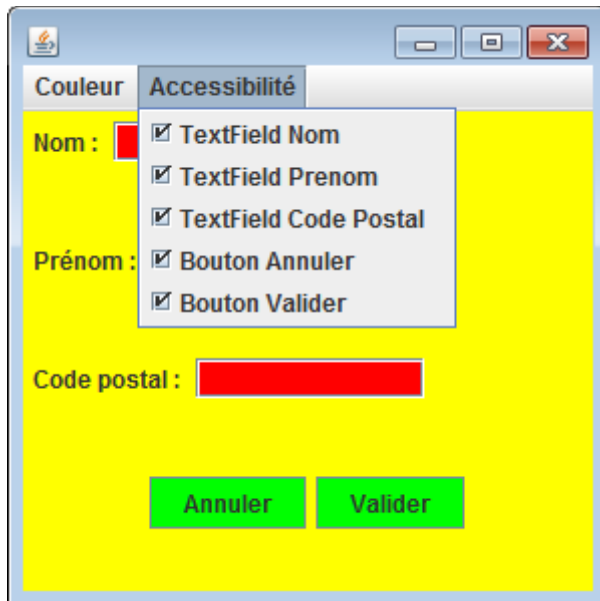 Couleur Accessibilité
Nom :
TextField Nom
TextField Prenom
TextField Code Postal
Prénom :
Bouton Annuler
Bouton Valider
Code postal :
Annuler Valider